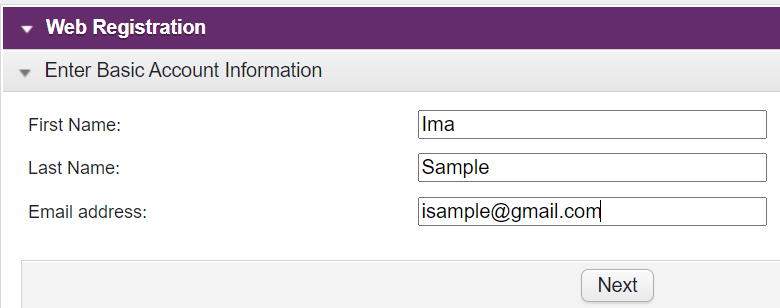 Web Registration
Enter Basic Account Information
First Name: Ima
Last Name: Sample
Email address: isample@gmail.com
Next